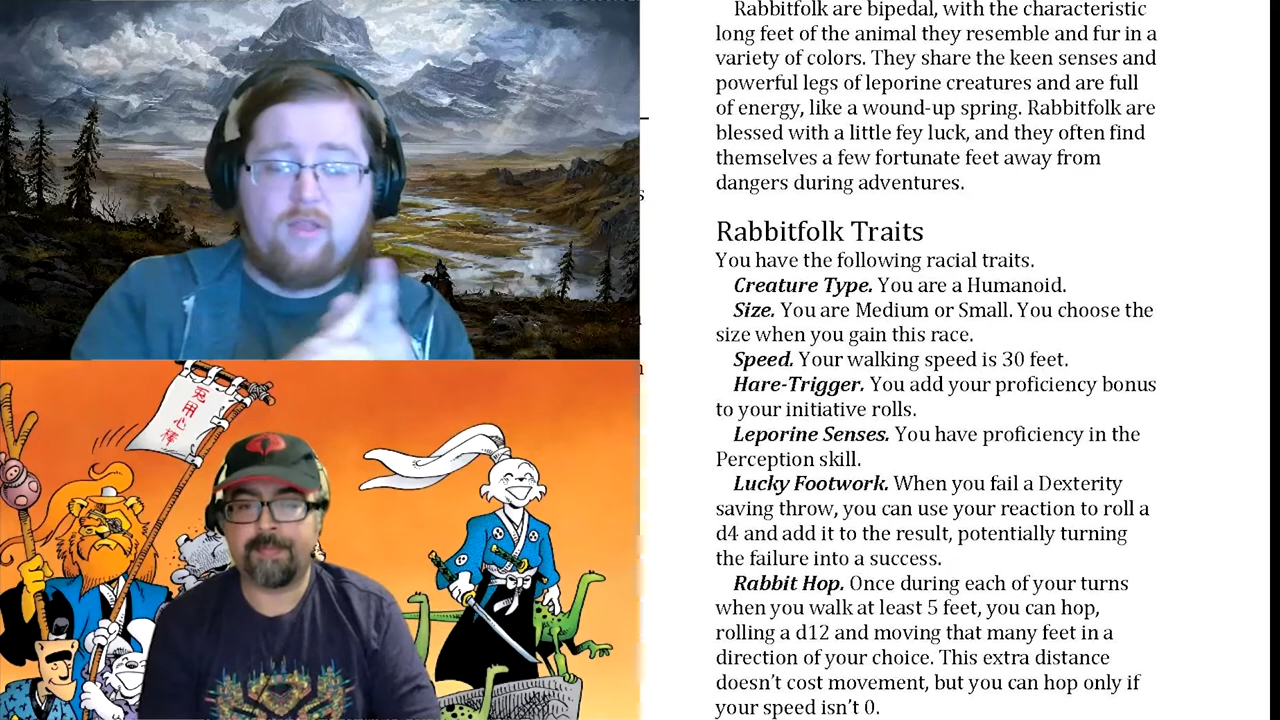 Rabbitfolk are bipedal, with the characteristic
long feet of the animal they resemble and fur in a
variety of colors. They share the keen senses and
powerful legs of leporine creatures and are full
of energy, like a wound-up spring. Rabbitfolk are
blessed with a little fey luck, and they often find
themselves a few fortunate feet away from
dangers during adventures.
Rabbitfolk Traits
You have the following racial traits.
Creature Type. You are a Humanoid.
Size. You are Medium or Small. You choose the
size when you gain this race.
Speed. Your walking speed is 30 feet.
Hare-Trigger. You add your proficiency bonus
to your initiative rolls.
Leporine Senses. You have proficiency in the
Perception skill.
Lucky Footwork. When you fail a Dexterity
saving throw, you can use your reaction to roll a
d4 and add it to the result, potentially turning
the failure into a success.
Rabbit Hop. Once during each of your turns
when you walk at least 5 feet, you can hop,
rolling a d12 and moving that many feet in a
direction of your choice. This extra distance
doesn't cost movement, but you can hop only if
your speed isn't 0.